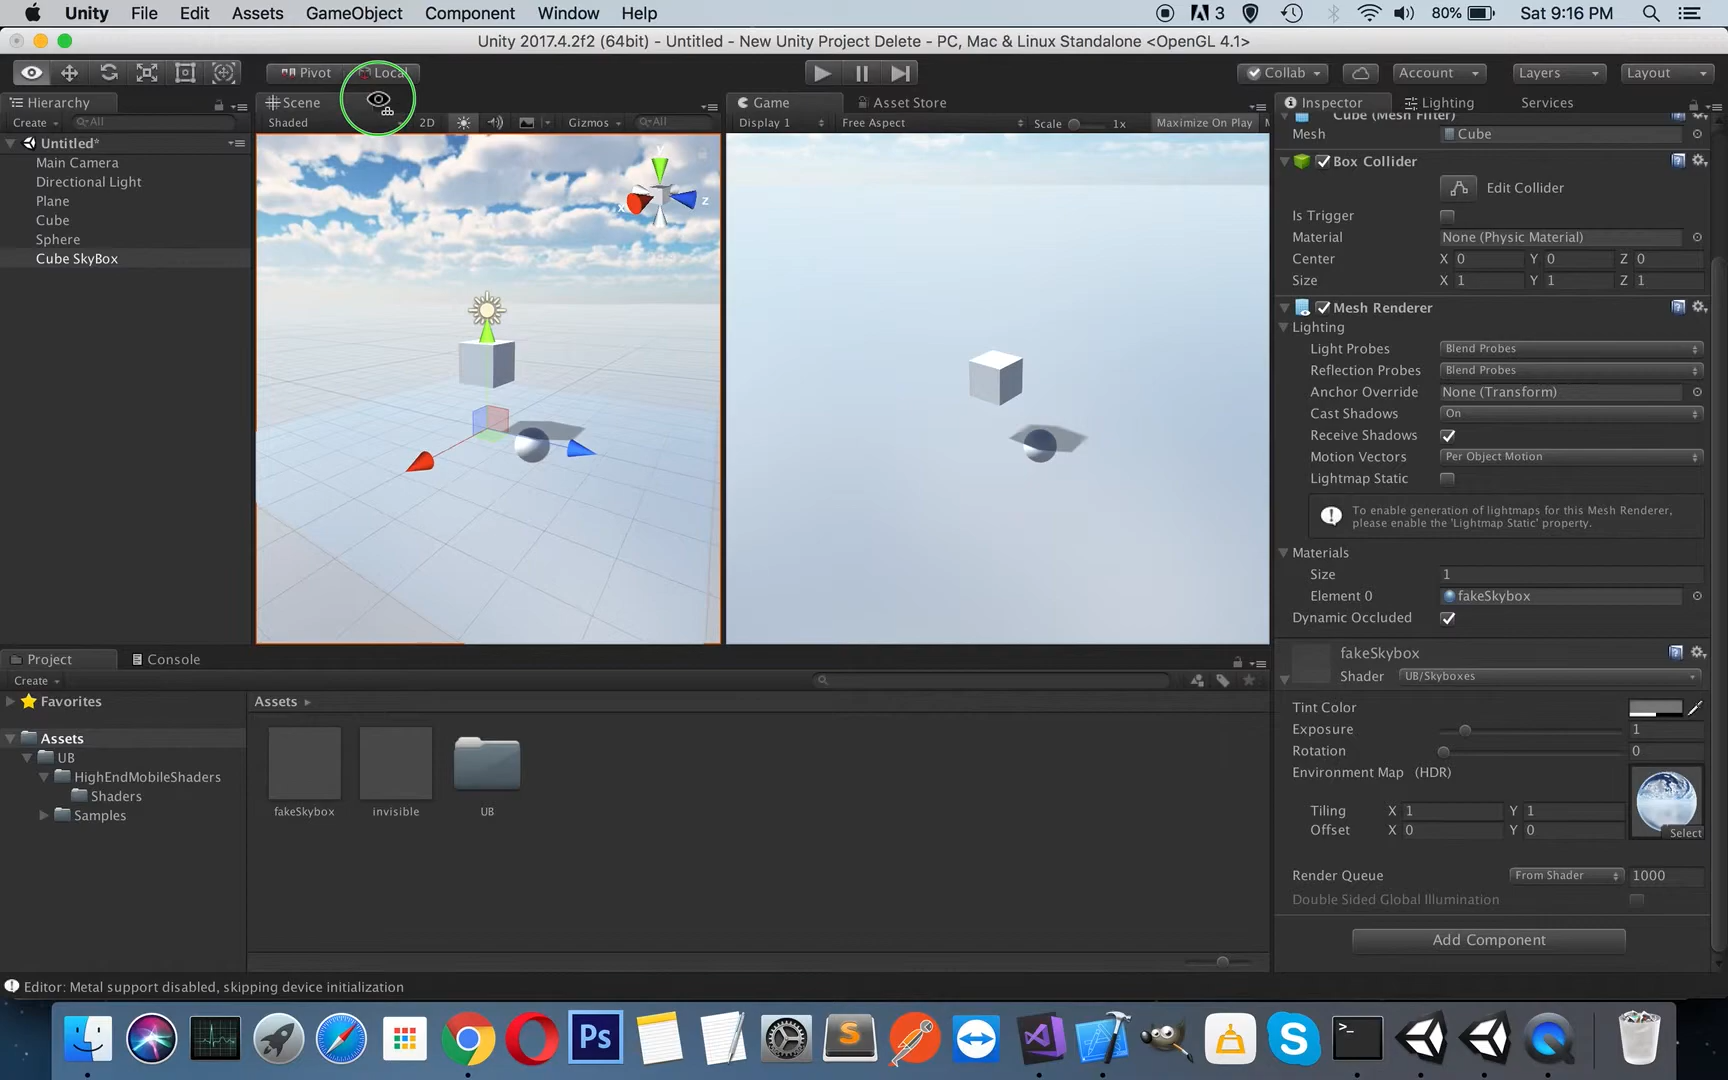 Unity File Edit Assets GameObject Component Window Help 3 80% Sat 9:16 PM
Unity 2017.4.2f2 (64bit) - Untitled - New Unity Project Delete - PC, Mac & Linux Standalone <OpenGL 4.1>
Pivot Local Collab Account Layers Layout
Hierarchy
Create All
Untitled*
Main Camera
Directional Light
Plane
Cube
Sphere
Cube SkyBox
Scene
Shaded 2D Gizmos All
y
x
z
Game Asset Store
Display 1 Free Aspect Scale 1x Maximize On Play
Inspector Lighting Services
Cube (Mesh Filter)
Mesh Cube
Box Collider
Edit Collider
Is Trigger
Material None (Physic Material)
Center X 0 Y 0 Z 0
Size X 1 Y 1 Z 1
Mesh Renderer
Lighting
Light Probes Blend Probes
Reflection Probes Blend Probes
Anchor Override None (Transform)
Cast Shadows On
Receive Shadows
Motion Vectors Per Object Motion
Lightmap Static
To enable generation of lightmaps for this Mesh Renderer,
please enable the 'Lightmap Static' property.
Materials
Size 1
Element 0 fakeSkybox
Dynamic Occluded
fakeSkybox
Shader UB/Skyboxes
Tint Color
Exposure 1
Rotation 0
Environment Map (HDR)
Tiling X 1 Y 1
Offset X 0 Y 0
Select
Render Queue From Shader 1000
Double Sided Global Illumination
Add Component
Project Console
Create
Favorites
Assets
UB
HighEndMobileShaders
Shaders
Samples
Assets
fakeSkybox invisible UB
Editor: Metal support disabled, skipping device initialization
Ps